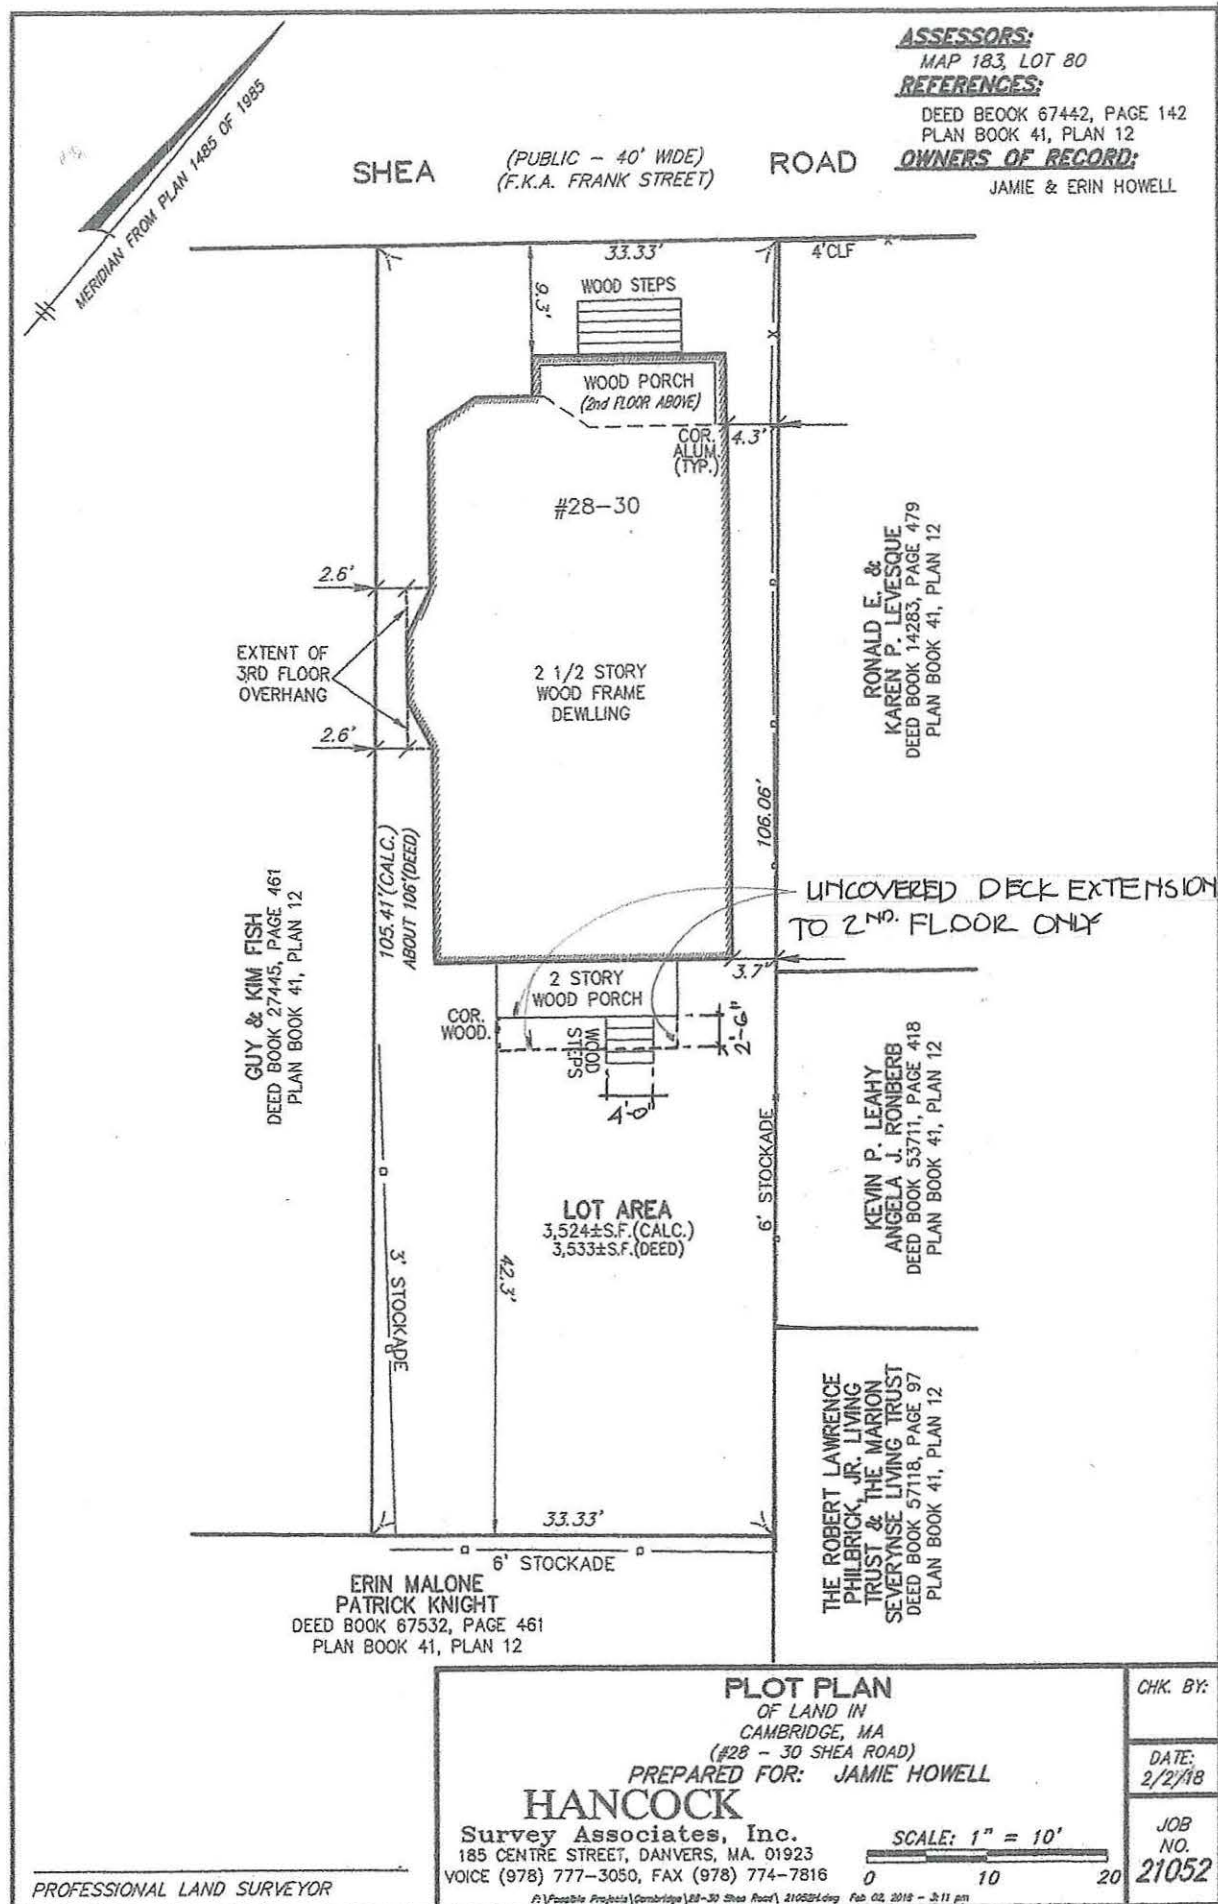 ASSESSORS:
MAP 183, LOT 80
REFERENCES:
DEED BEOOK 67442, PAGE 142
PLAN BOOK 41, PLAN 12
OWNERS OF RECORD:
JAMIE & ERIN HOWELL
MERIDIAN FROM PLAN 1485 OF 1985
SHEA (PUBLIC - 40' WIDE) ROAD
(F.K.A. FRANK STREET)
33.33'
4'CLF
9.3'
WOOD STEPS
WOOD PORCH
(2nd FLOOR ABOVE)
COR.
ALUM.
(TYP.)
4.3'
#28-30
2.6'
EXTENT OF
3RD FLOOR
OVERHANG
2.6'
2 1/2 STORY
WOOD FRAME
DEWLLING
RONALD E. &
KAREN P. LEVESQUE
DEED BOOK 14283, PAGE 479
PLAN BOOK 41, PLAN 12
106.06'
105.41'(CALC.)
ABOUT 106'(DEED)
GUY & KIM FISH
DEED BOOK 27445, PAGE 461
PLAN BOOK 41, PLAN 12
UNCOVERED DECK EXTENSION
TO 2ND. FLOOR ONLY
3.7'
2 STORY
WOOD PORCH
COR.
WOOD.
WOOD
STEPS
2'-6"
4'-0"
KEVIN P. LEAHY
ANGELA J. RONBERB
DEED BOOK 53711, PAGE 418
PLAN BOOK 41, PLAN 12
6' STOCKADE
LOT AREA
3,524±S.F.(CALC.)
3,533±S.F.(DEED)
42.3'
3' STOCKADE
THE ROBERT LAWRENCE
PHILBRICK, JR. LIVING
TRUST & THE MARION
SEVERYNSE LIVING TRUST
DEED BOOK 57118, PAGE 97
PLAN BOOK 41, PLAN 12
33.33'
6' STOCKADE
ERIN MALONE
PATRICK KNIGHT
DEED BOOK 67532, PAGE 461
PLAN BOOK 41, PLAN 12
PLOT PLAN
OF LAND IN
CAMBRIDGE, MA
(#28 - 30 SHEA ROAD)
PREPARED FOR: JAMIE HOWELL
HANCOCK
Survey Associates, Inc.
185 CENTRE STREET, DANVERS, MA. 01923
VOICE (978) 777-3050, FAX (978) 774-7816
SCALE: 1" = 10'
0 10 20
CHK. BY:
DATE:
2/2/18
JOB
NO.
21052
PROFESSIONAL LAND SURVEYOR
Feb 02, 2018 - 3:11 pm